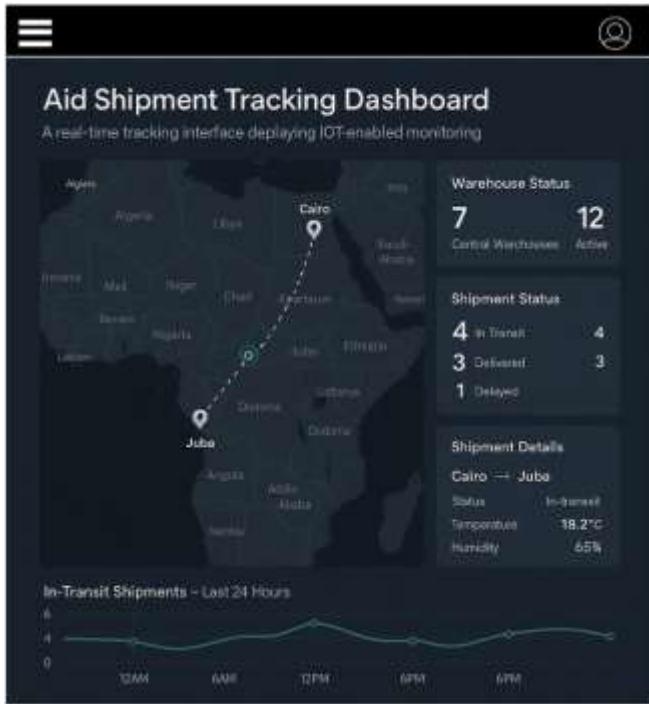 Aid Shipment Tracking Dashboard
A real-time tracking interface deplaying IOT-enabled monitoring
Algiers
Algeria
Libya
Cairo
Saudi-
Mali
Niger
Chad
Nigeria
Ethiopia
Juba
Angola
Warehouse Status
7 12
Central Warehouses Active
Shipment Status
4 In Transit 4
3 Delivered 3
1 Delayed
Shipment Details
Cairo → Juba
Status In-transit
Temperature 18.2°C
Humidity 65%
In-Transit Shipments – Last 24 Hours
6
4
0
12AM 6AM 12PM 6PM 6PM